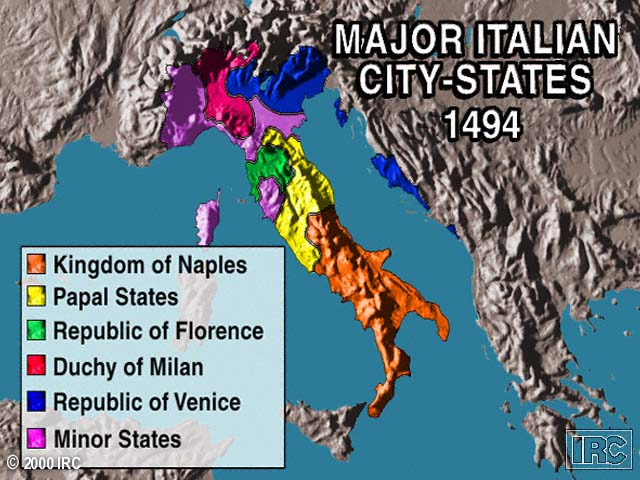 MAJOR ITALIAN
CITY-STATES
1494
Kingdom of Naples
Papal States
Republic of Florence
Duchy of Milan
Republic of Venice
Minor States
© 2000 IRC
IRC